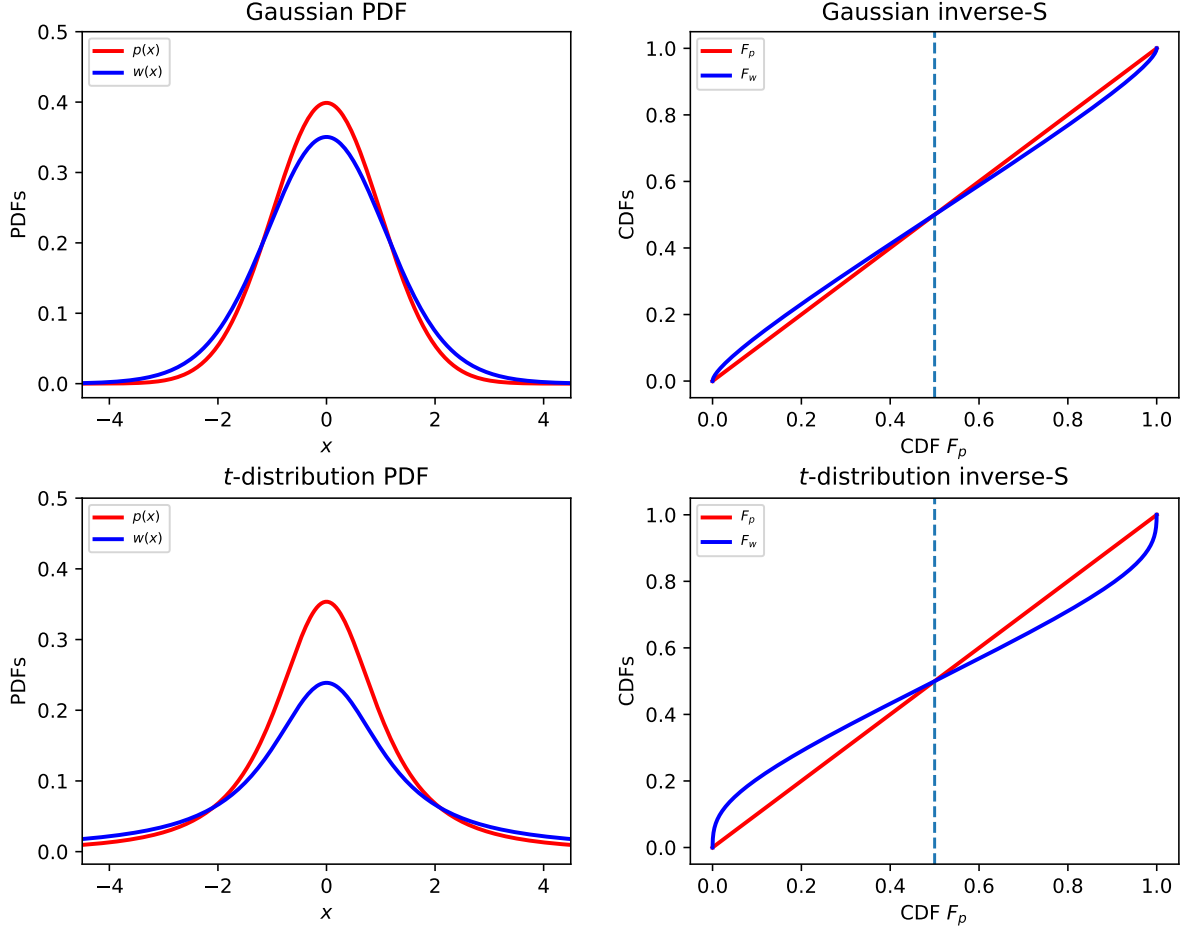 Gaussian PDF
p(x)
w(x)
PDFs
0.5
0.4
0.3
0.2
0.1
0.0
−4 −2 0 2 4
x
Gaussian inverse-S
F_p
F_w
CDFs
1.0
0.8
0.6
0.4
0.2
0.0
0.0 0.2 0.4 0.6 0.8 1.0
CDF F_p
t-distribution PDF
p(x)
w(x)
PDFs
0.5
0.4
0.3
0.2
0.1
0.0
−4 −2 0 2 4
x
t-distribution inverse-S
F_p
F_w
CDFs
1.0
0.8
0.6
0.4
0.2
0.0
0.0 0.2 0.4 0.6 0.8 1.0
CDF F_p